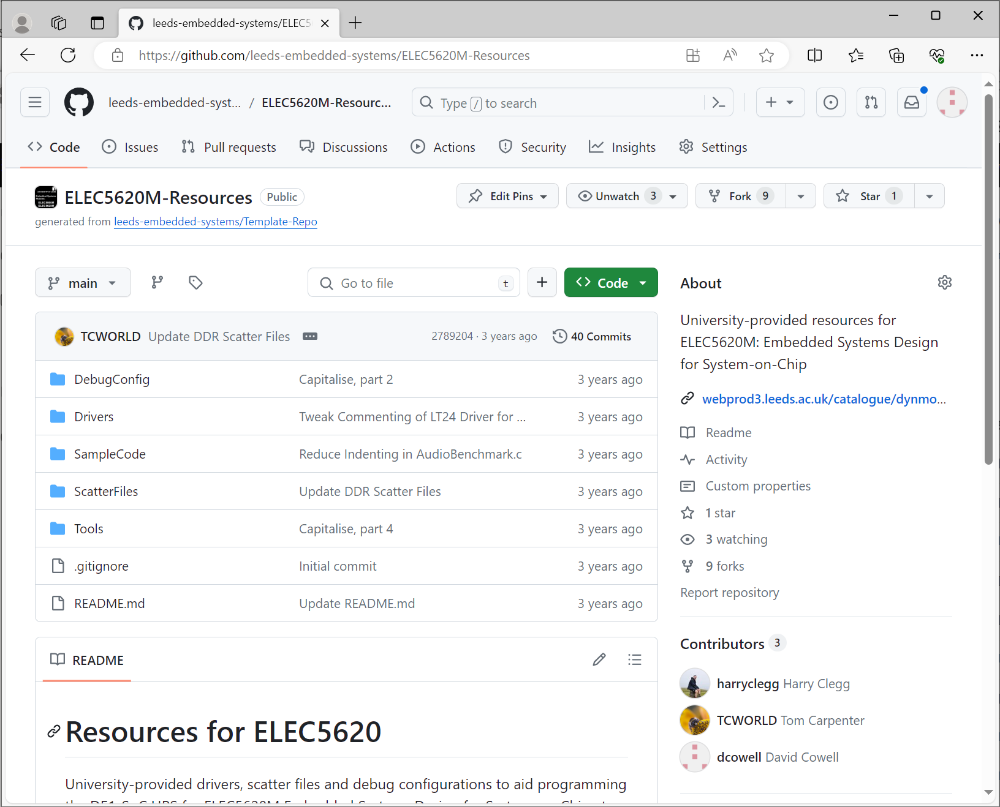 leeds-embedded-systems/ELEC5
https://github.com/leeds-embedded-systems/ELEC5620M-Resources
leeds-embedded-syst... / ELEC5620M-Resourc...
Type / to search
Code
Issues
Pull requests
Discussions
Actions
Security
Insights
Settings
ELEC5620M-Resources Public
Edit Pins
Unwatch 3
Fork 9
Star 1
generated from leeds-embedded-systems/Template-Repo
main
Go to file t
Code
TCWORLD Update DDR Scatter Files
2789204 · 3 years ago
40 Commits
DebugConfig Capitalise, part 2 3 years ago
Drivers Tweak Commenting of LT24 Driver for ... 3 years ago
SampleCode Reduce Indenting in AudioBenchmark.c 3 years ago
ScatterFiles Update DDR Scatter Files 3 years ago
Tools Capitalise, part 4 3 years ago
.gitignore Initial commit 3 years ago
README.md Update README.md 3 years ago
README
Resources for ELEC5620
University-provided drivers, scatter files and debug configurations to aid programming
About
University-provided resources for
ELEC5620M: Embedded Systems Design
for System-on-Chip
webprod3.leeds.ac.uk/catalogue/dynmo...
Readme
Activity
Custom properties
1 star
3 watching
9 forks
Report repository
Contributors 3
harryclegg Harry Clegg
TCWORLD Tom Carpenter
dcowell David Cowell